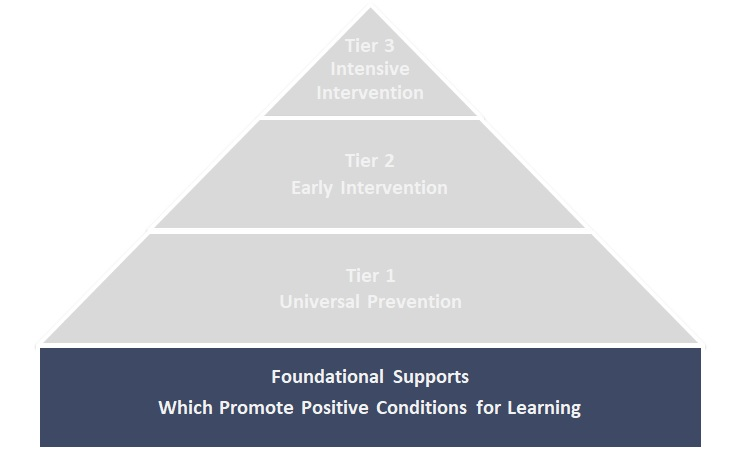 Tier 3
Intensive
Intervention
Tier 2
Early Intervention
Tier 1
Universal Prevention
Foundational Supports
Which Promote Positive Conditions for Learning